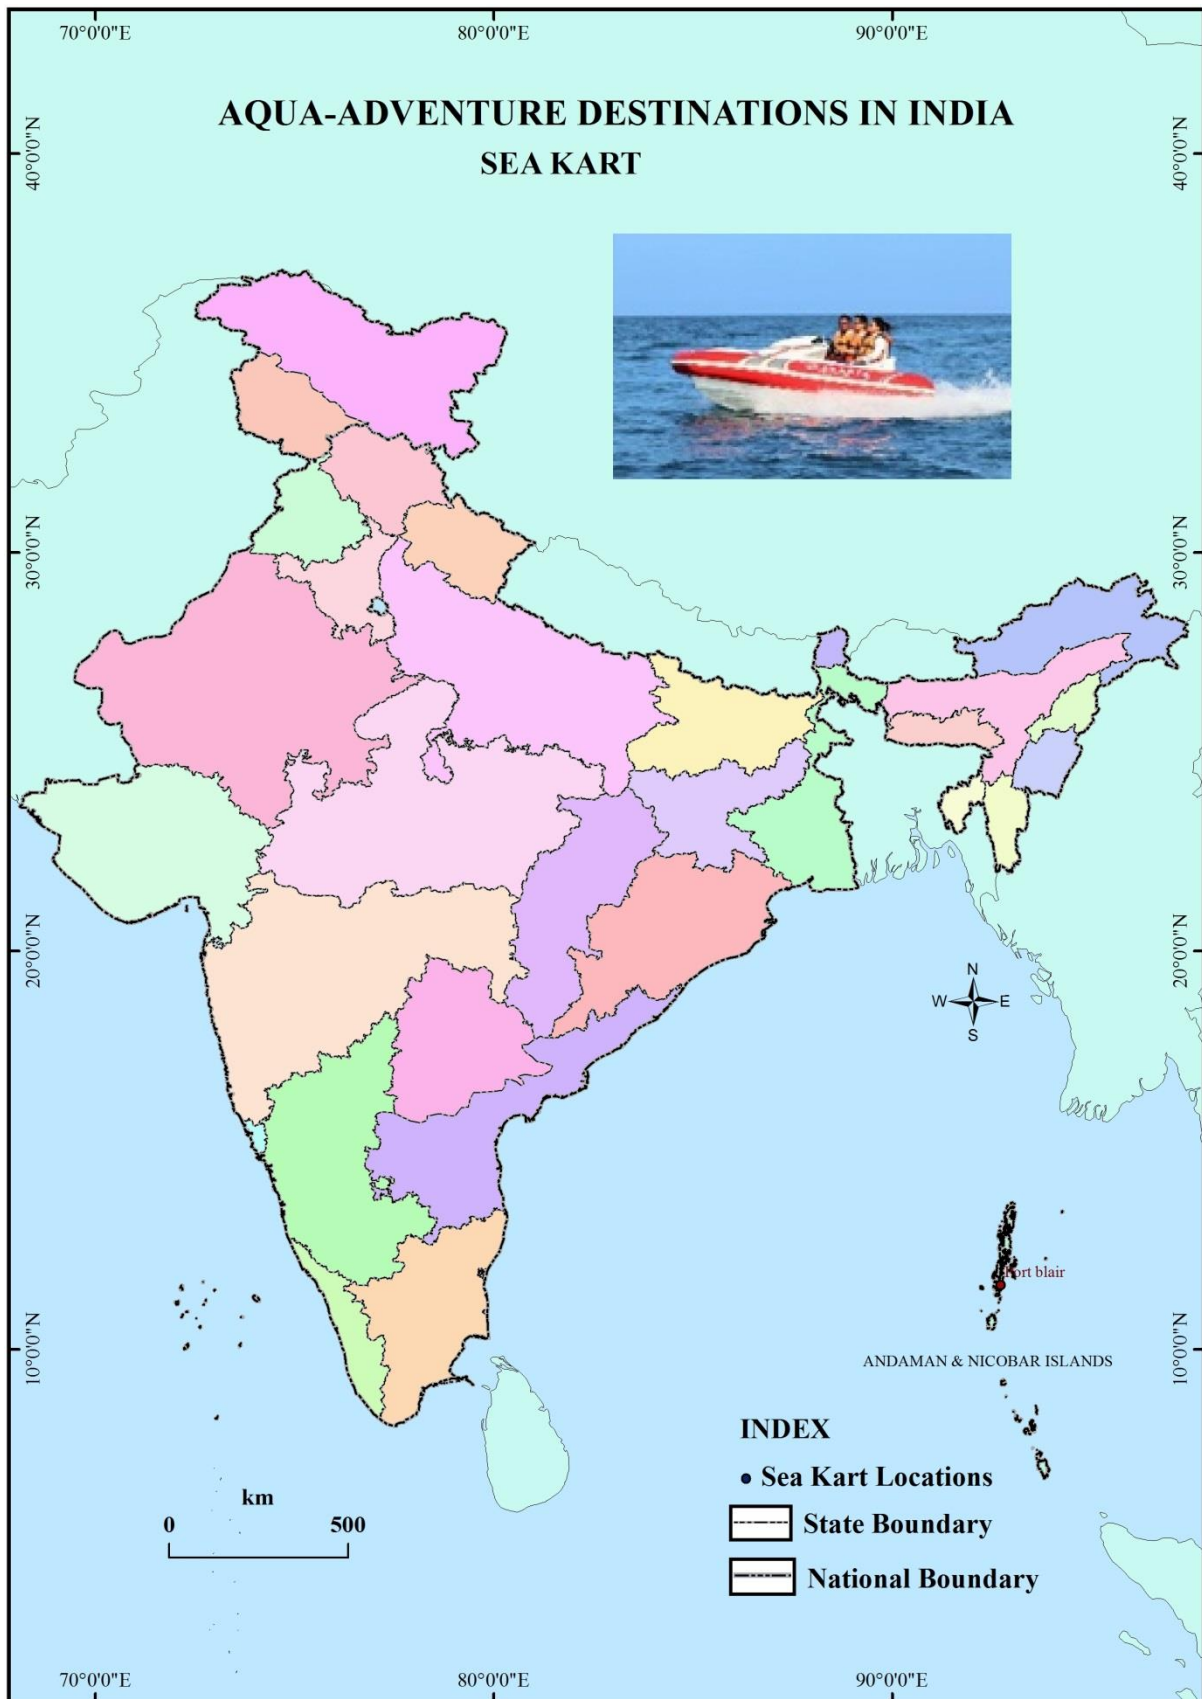 70°0'0"E 80°0'0"E 90°0'0"E
AQUA-ADVENTURE DESTINATIONS IN INDIA
SEA KART
40°0'0"N 40°0'0"N
30°0'0"N 30°0'0"N
20°0'0"N 20°0'0"N
N
W E
S
Port blair
10°0'0"N 10°0'0"N
ANDAMAN & NICOBAR ISLANDS
INDEX
Sea Kart Locations
km
0 500
State Boundary
National Boundary
70°0'0"E 80°0'0"E 90°0'0"E